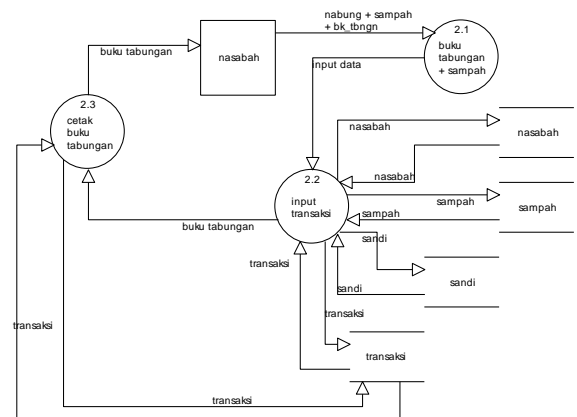 nabung + sampah
+ bk_tbngn
2.1
buku
tabungan
+ sampah
buku tabungan
nasabah
input data
2.3
cetak
buku
tabungan
nasabah
nasabah
nasabah
2.2
input
transaksi
sampah
sampah
sampah
buku tabungan
sandi
transaksi
sandi
sandi
transaksi
transaksi
transaksi
transaksi